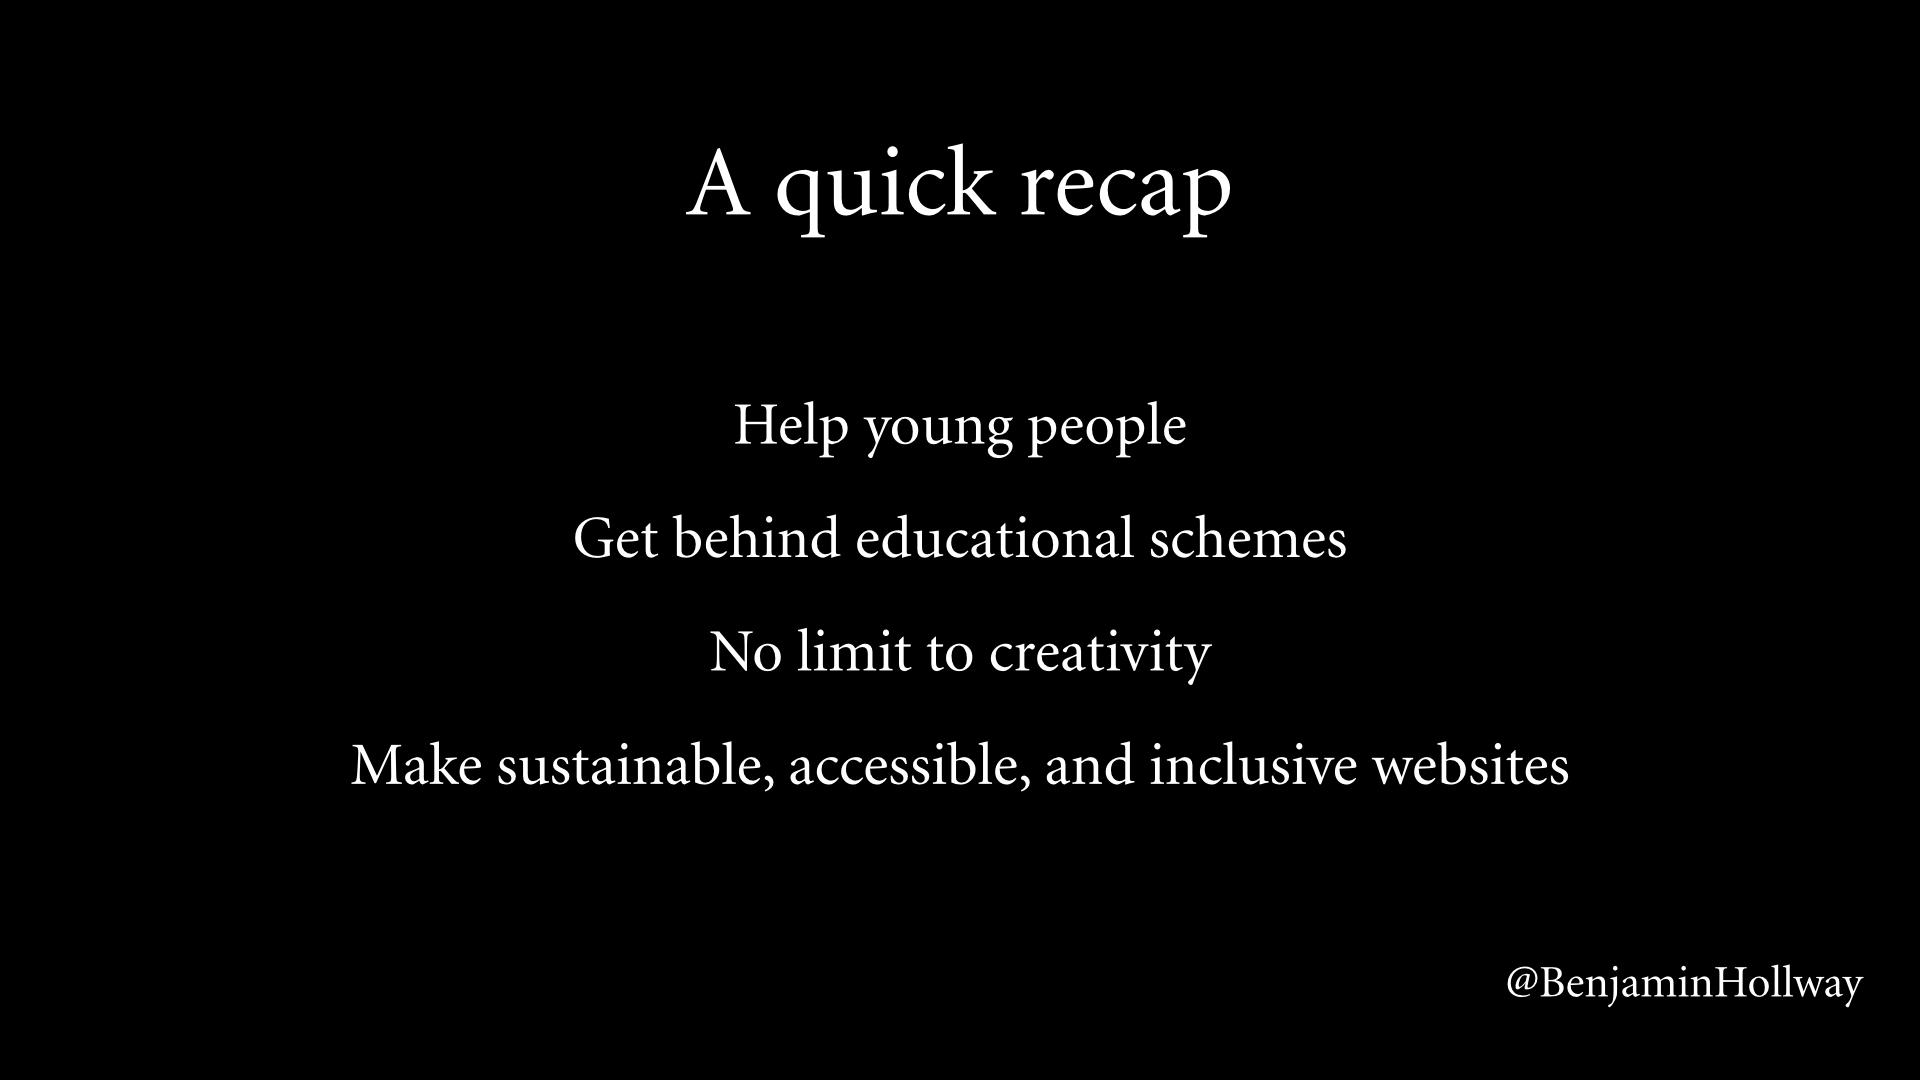 A quick recap
Help young people
Get behind educational schemes
No limit to creativity
Make sustainable, accessible, and inclusive websites
@BenjaminHollway